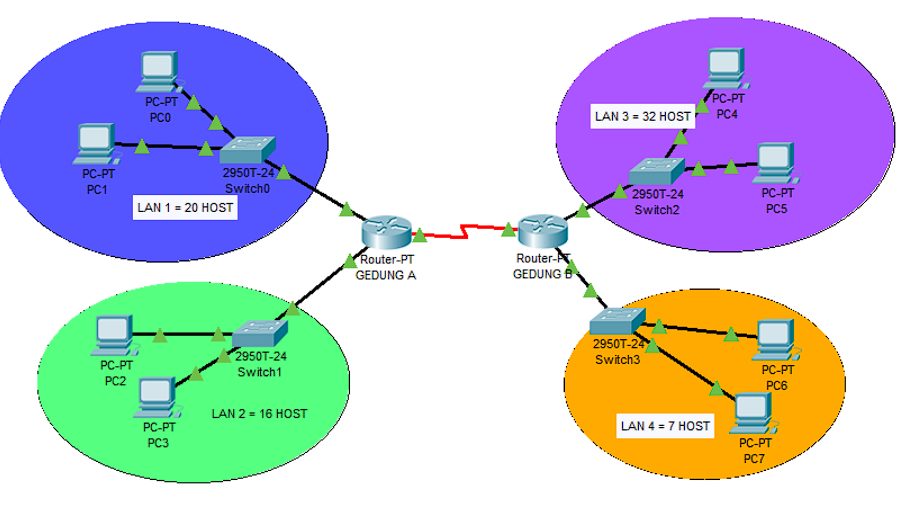 PC-PT
PC0
PC-PT
PC1
2950T-24
Switch0
LAN 1 = 20 HOST
PC-PT
PC4
LAN 3 = 32 HOST
2950T-24
Switch2
PC-PT
PC5
Router-PT
GEDUNG A
Router-PT
GEDUNG B
PC-PT
PC2
2950T-24
Switch1
PC-PT
PC3
LAN 2 = 16 HOST
2950T-24
Switch3
PC-PT
PC6
LAN 4 = 7 HOST
PC-PT
PC7